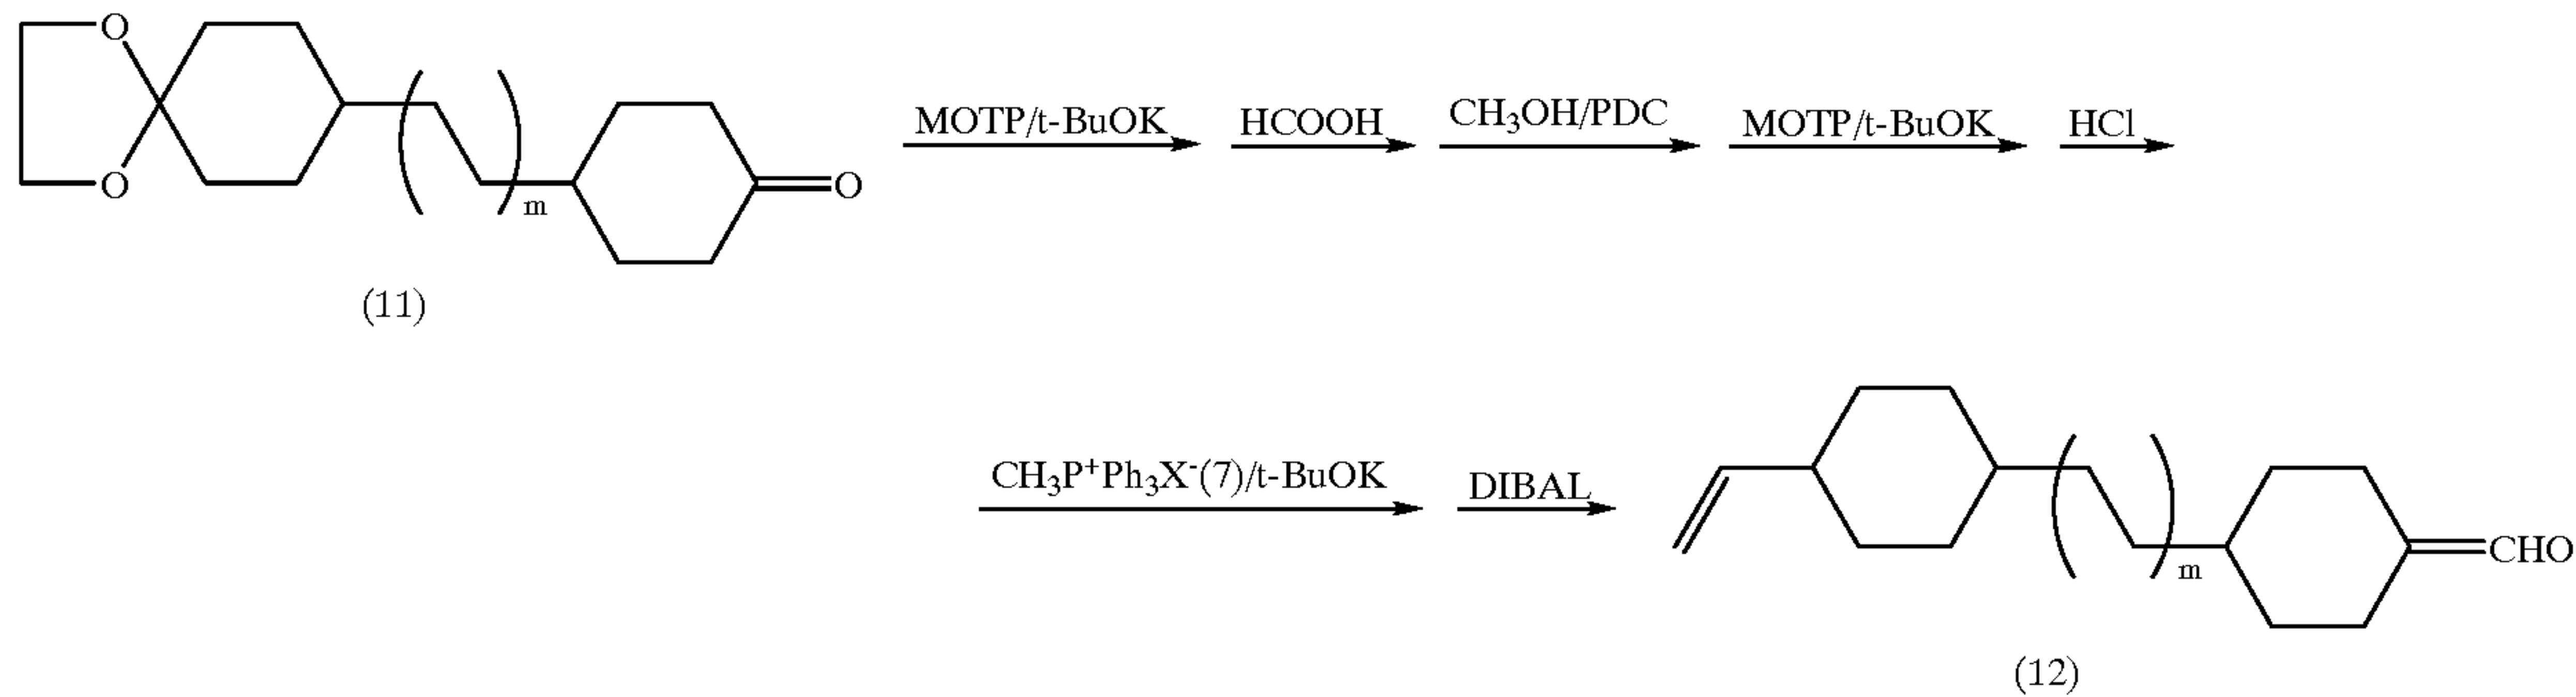 O
O
m
O
(11)
MOTP/t-BuOK
HCOOH
CH₃OH/PDC
MOTP/t-BuOK
HCl
CH₃P⁺Ph₃X⁻(7)/t-BuOK
DIBAL
m
CHO
(12)